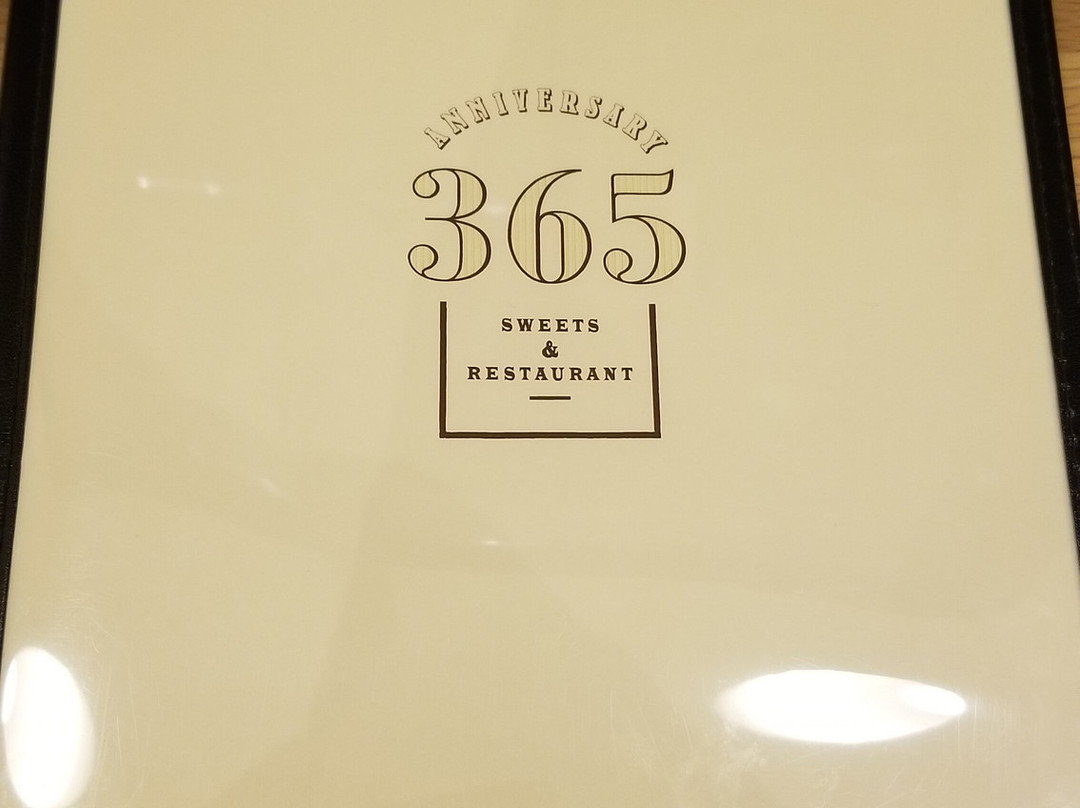 ANNIVERSARY
365
SWEETS
&
RESTAURANT